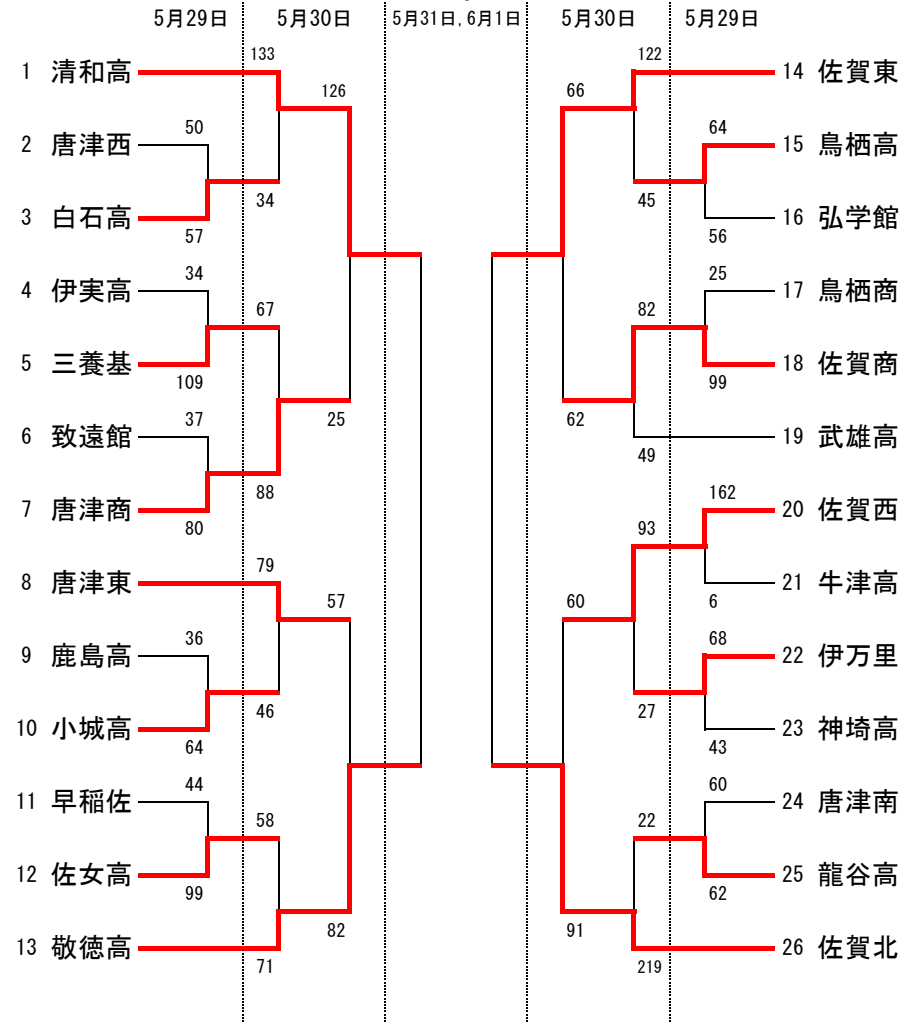 5月29日 5月30日 5月31日, 6月1日 5月30日 5月29日
133 122
1 清和高 14 佐賀東
126 66
50 64
2 唐津西 15 鳥栖高
34 45
3 白石高 16 弘学館
57 56
34 25
4 伊実高 17 鳥栖商
67 82
5 三養基 18 佐賀商
109 99
37 25 62
6 致遠館 19 武雄高
49
88 162
7 唐津商 20 佐賀西
80 93
79
8 唐津東 21 牛津高
57 60 6
36 68
9 鹿島高 22 伊万里
46 27
10 小城高 23 神埼高
64 43
44 60
11 早稲佐 24 唐津南
58 22
12 佐女高 25 龍谷高
99 62
82 91
13 敬徳高 26 佐賀北
71 219